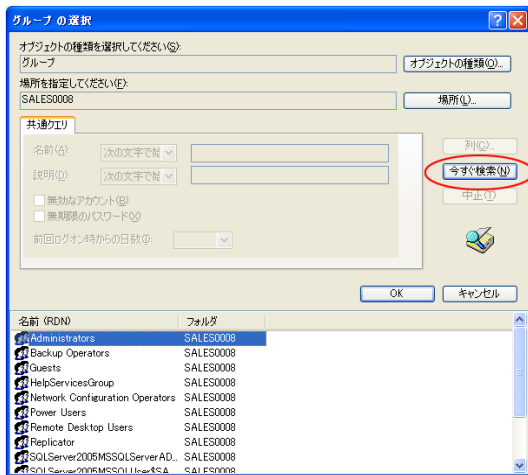 グループ の選択
オブジェクトの種類を選択してください(S):
グループ
オブジェクトの種類(O)...
場所を指定してください(F):
SALES0008
場所(L)...
共通クエリ
名前(A):
次の文字で始
説明(D):
次の文字で始
無効なアカウント(B)
無期限のパスワード(X)
前回ログオン時からの日数(I):
列(C)...
今すぐ検索(N)
中止(T)
OK
キャンセル
名前 (RDN) フォルダ
Administrators SALES0008
Backup Operators SALES0008
Guests SALES0008
HelpServicesGroup SALES0008
Network Configuration Operators SALES0008
Power Users SALES0008
Remote Desktop Users SALES0008
Replicator SALES0008
SQLServer2005MSSQLServerAD... SALES0008
SQLServer2005MSSQLUser$SA... SALES0008